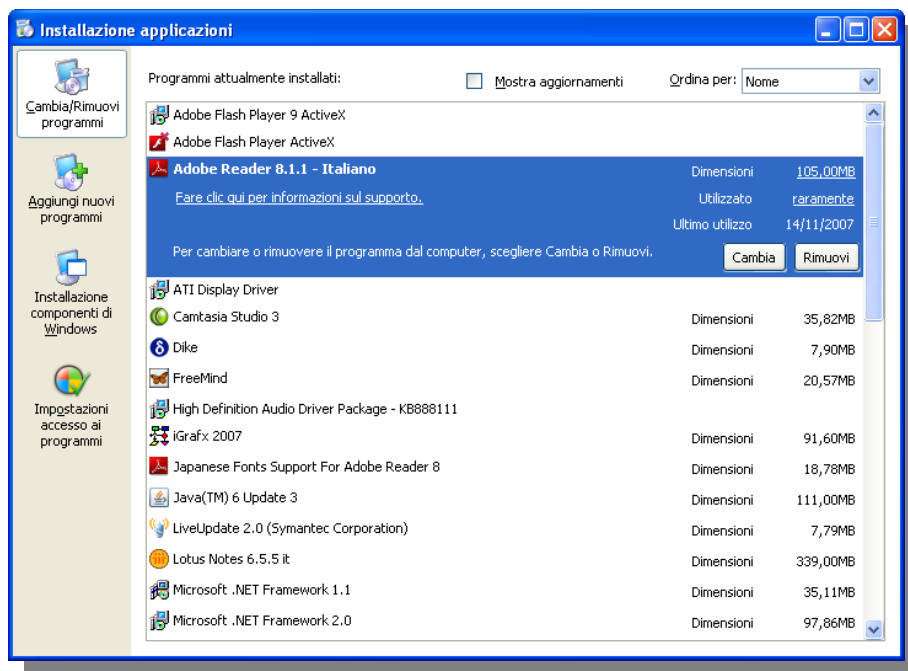 Installazione applicazioni
Cambia/Rimuovi
programmi
Aggiungi nuovi
programmi
Installazione
componenti di
Windows
Impostazioni
accesso ai
programmi
Programmi attualmente installati:
Mostra aggiornamenti
Ordina per: Nome
Adobe Flash Player 9 ActiveX
Adobe Flash Player ActiveX
Adobe Reader 8.1.1 - Italiano Dimensioni 105,00MB
Fare clic qui per informazioni sul supporto. Utilizzato raramente
Ultimo utilizzo 14/11/2007
Per cambiare o rimuovere il programma dal computer, scegliere Cambia o Rimuovi. Cambia Rimuovi
ATI Display Driver
Camtasia Studio 3 Dimensioni 35,82MB
Dike Dimensioni 7,90MB
FreeMind Dimensioni 20,57MB
High Definition Audio Driver Package - KB888111
iGrafx 2007 Dimensioni 91,60MB
Japanese Fonts Support For Adobe Reader 8 Dimensioni 18,78MB
Java(TM) 6 Update 3 Dimensioni 111,00MB
LiveUpdate 2.0 (Symantec Corporation) Dimensioni 7,79MB
Lotus Notes 6.5.5 it Dimensioni 339,00MB
Microsoft .NET Framework 1.1 Dimensioni 35,11MB
Microsoft .NET Framework 2.0 Dimensioni 97,86MB